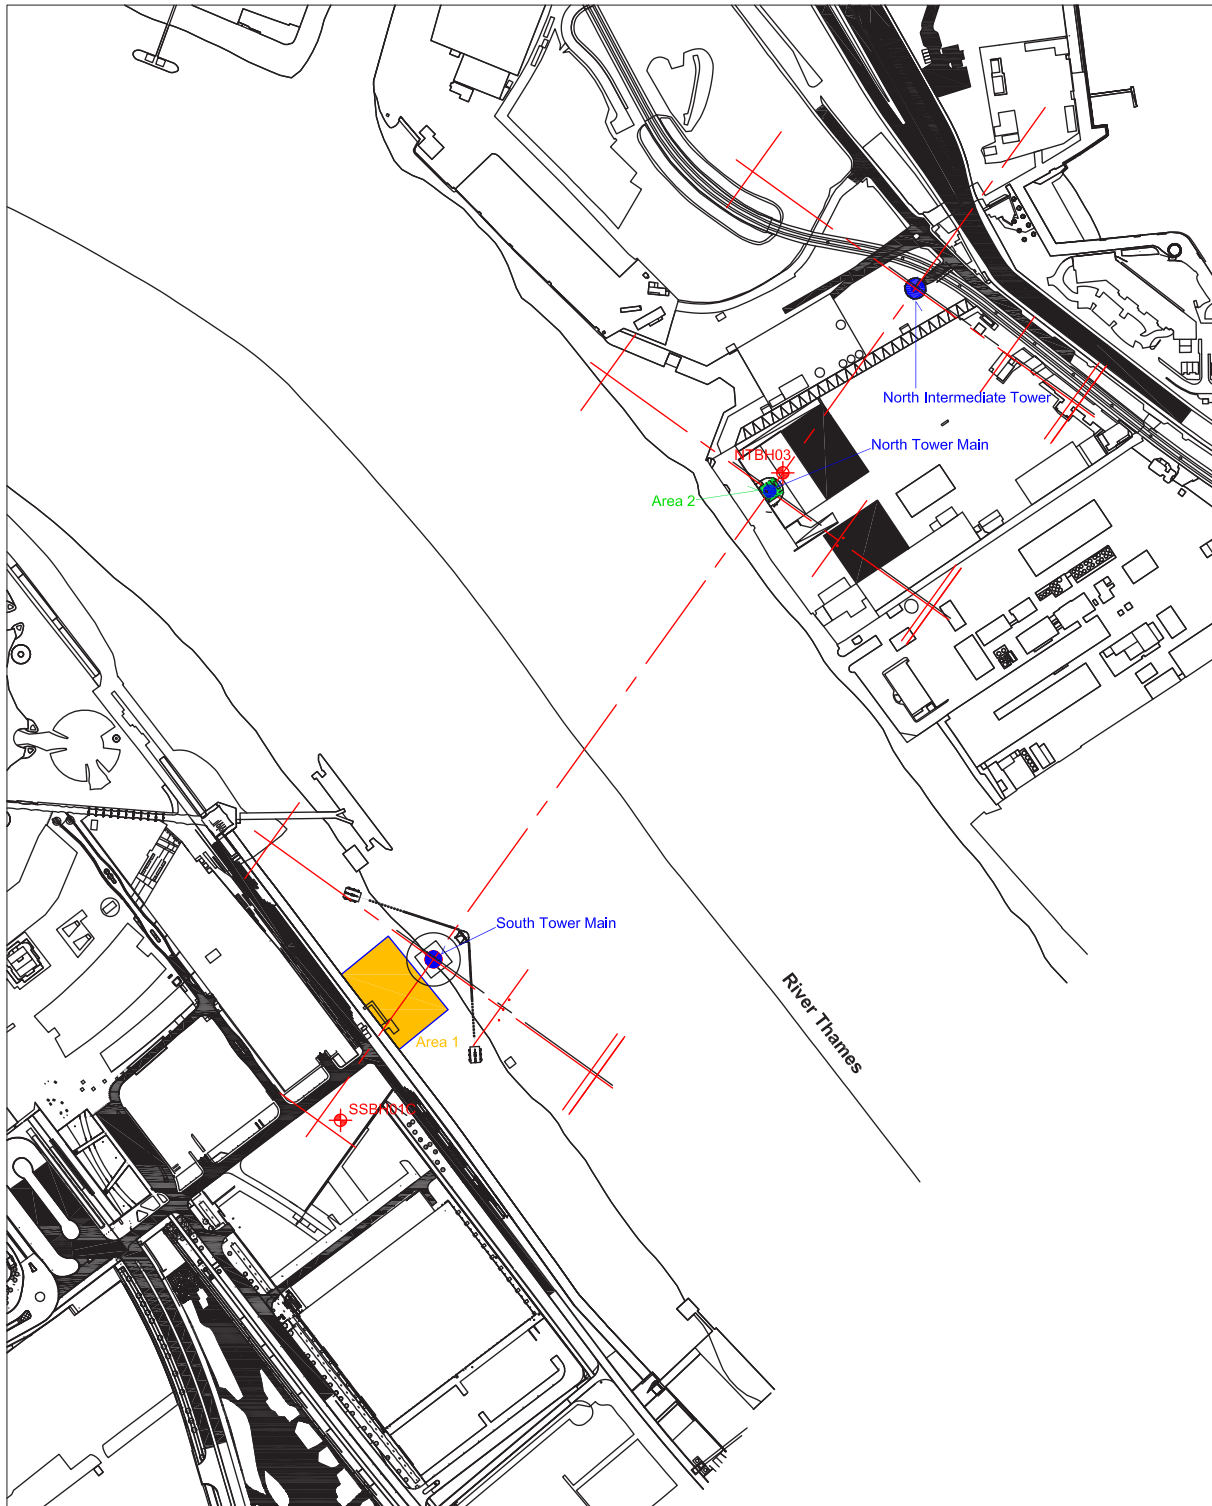 North Intermediate Tower
North Tower Main
NTBH03
Area 2
South Tower Main
River Thames
Area 1
SSBH01C